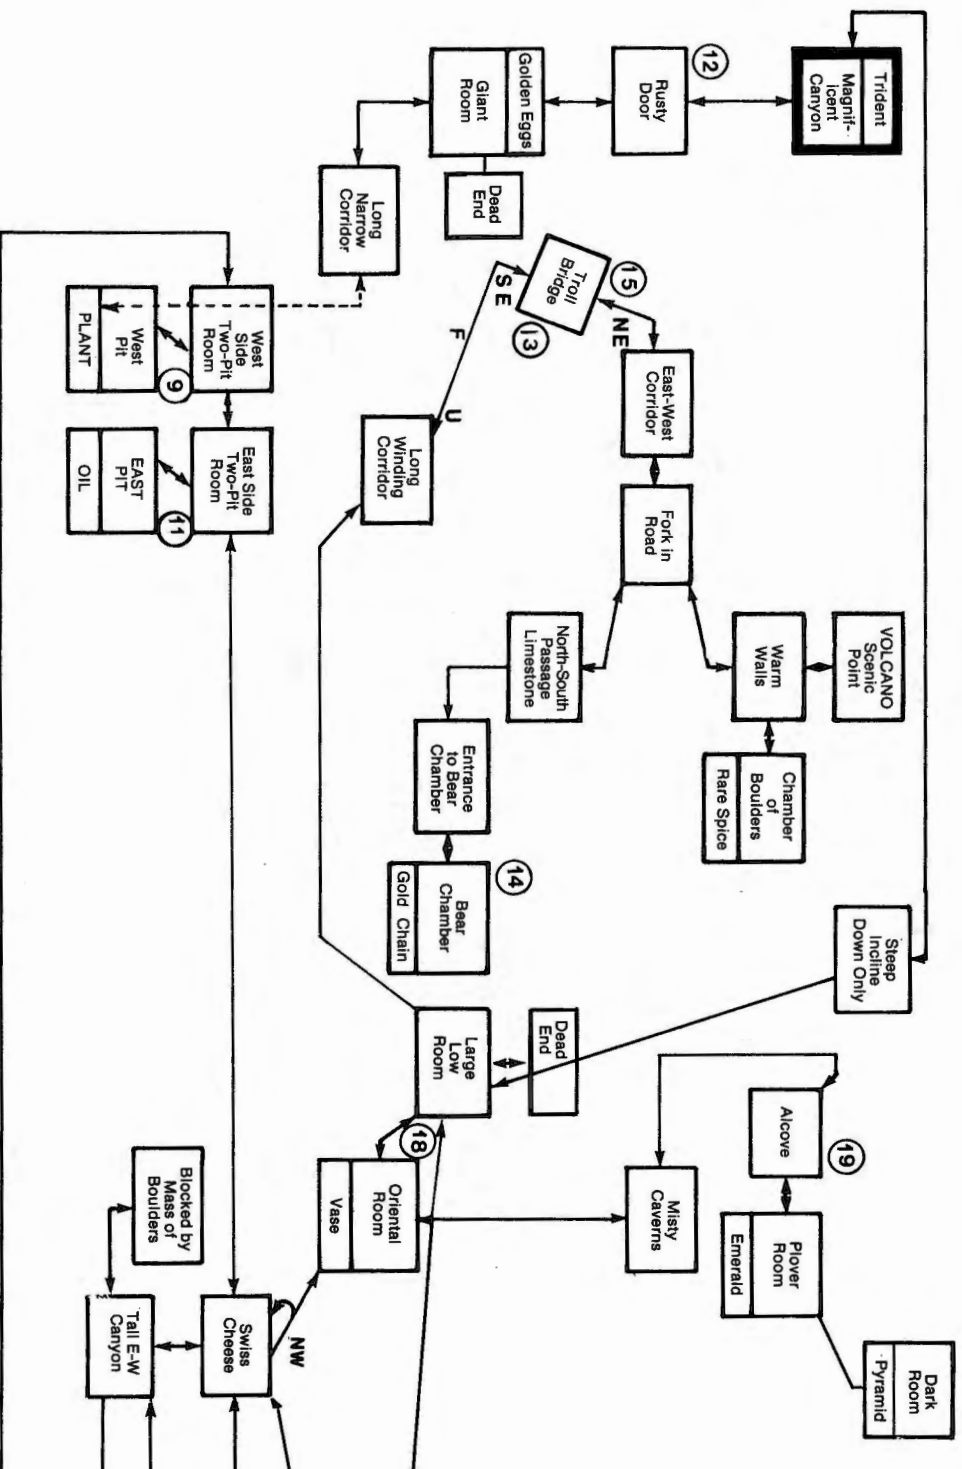 Trident
Magnif-
icent
Canyon
12
Rusty
Door
Golden Eggs
Giant
Room
Dead
End
Long
Narrow
Corridor
West
Side
Two-Pit
Room
9
West
Pit
PLANT
East Side
Two-Pit
Room
11
EAST
PIT
OIL
15
Troll
Bridge
13
S E
NE
F
U
Long
Winding
Corridor
East-West
Corridor
Fork in
Road
VOLCANO
Scenic
Point
Warm
Walls
Chamber
of
Boulders
Rare Spice
North-South
Passage
Limestone
Entrance
to Bear
Chamber
14
Bear
Chamber
Gold Chain
Steep
Incline
Down Only
Dead
End
Large
Low
Room
18
Oriental
Room
Vase
Misty
Caverns
Alcove
19
Plover
Room
Emerald
Dark
Room
Pyramid
Blocked by
Mass of
Boulders
NW
Swiss
Cheese
Tall E-W
Canyon